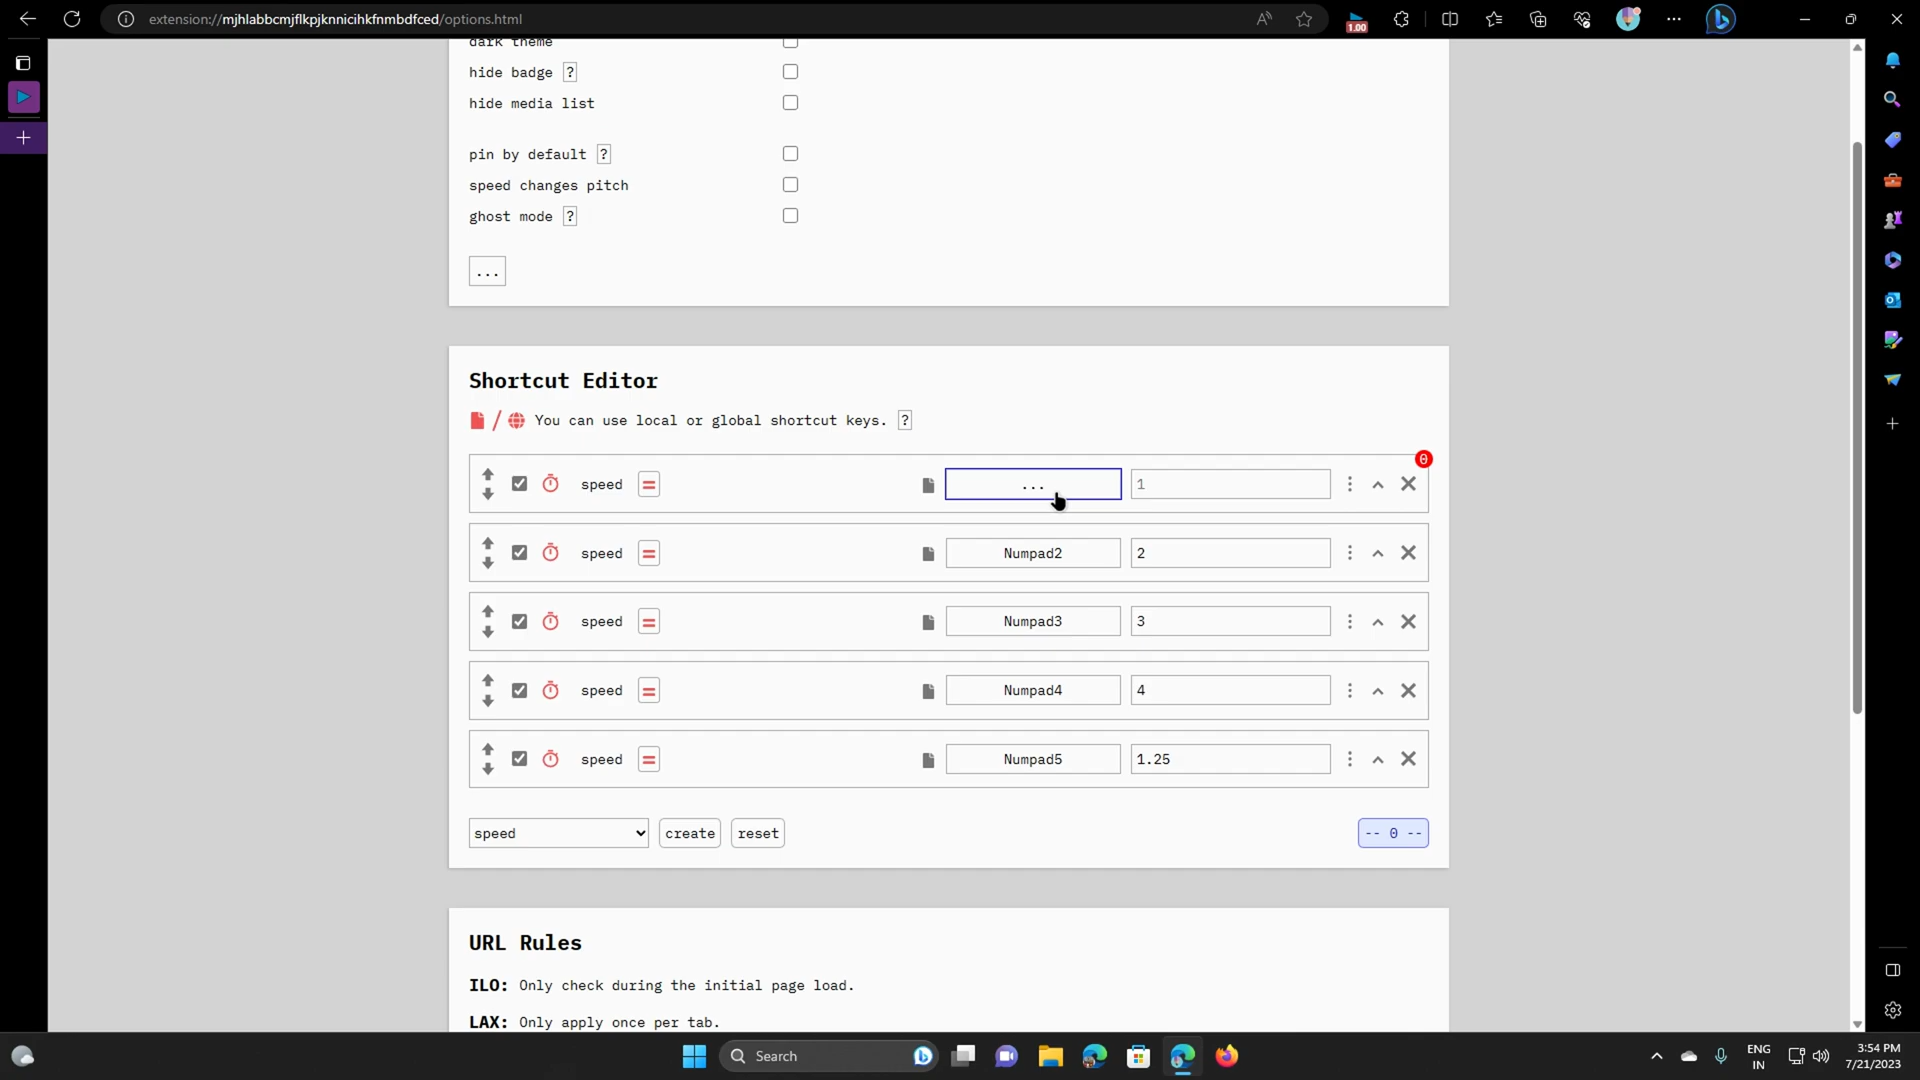 extension://mjhlabbcmjflkpjknnicihkfnmbdfced/options.html
1.00
dark theme
hide badge ?
hide media list
pin by default ?
speed changes pitch
ghost mode ?
...
Shortcut Editor
/ You can use local or global shortcut keys. ?
0
speed = ... 1
speed = Numpad2 2
speed = Numpad3 3
speed = Numpad4 4
speed = Numpad5 1.25
speed create reset -- 0 --
URL Rules
ILO: Only check during the initial page load.
LAX: Only apply once per tab.
Search
ENG
IN
3:54 PM
7/21/2023